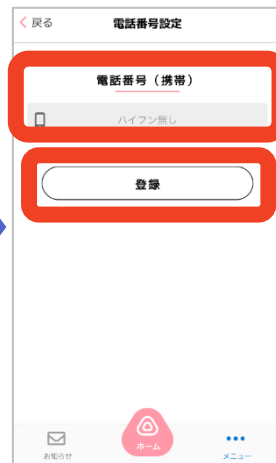 戻る
電話番号設定
電話番号（携帯）
ハイフン無し
登録
お知らせ
ホーム
メニュー